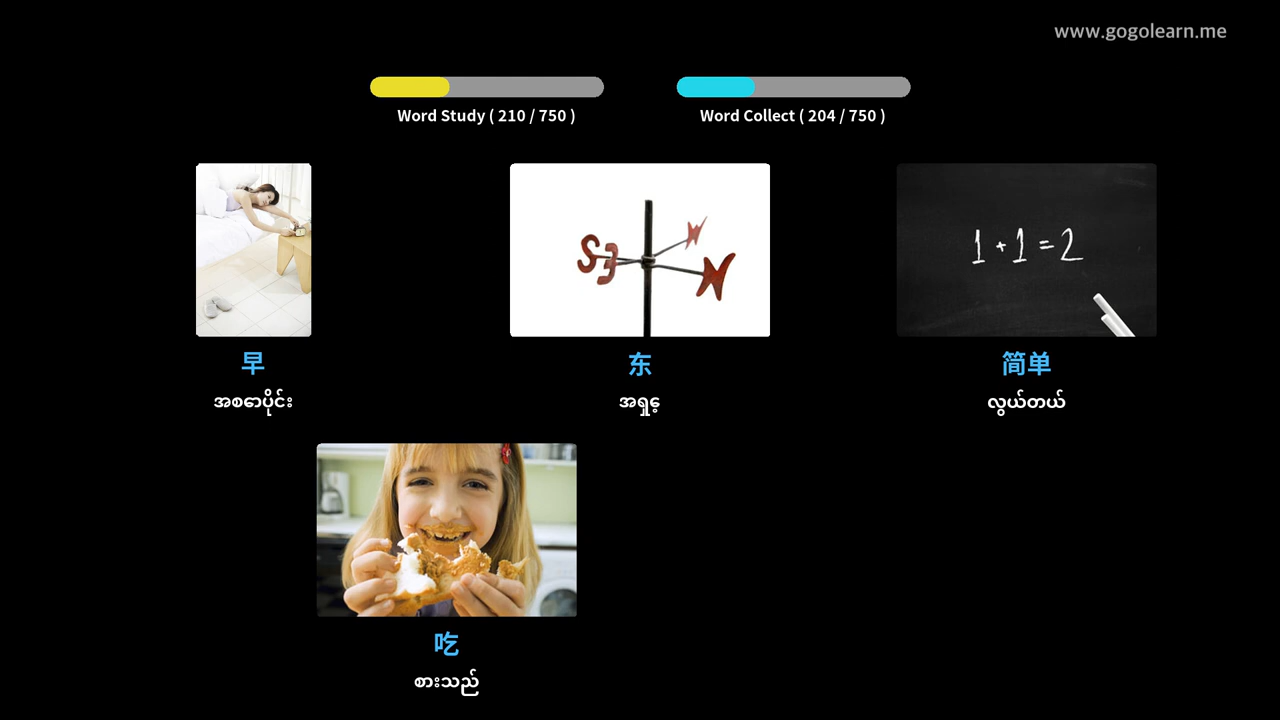 www.gogolearn.me
Word Study ( 210 / 750 )
Word Collect ( 204 / 750 )
S E N N
1 + 1 = 2
早
东
简单
အစောပိုင်း
အရှေ့
လွယ်တယ်
吃
စားသည်